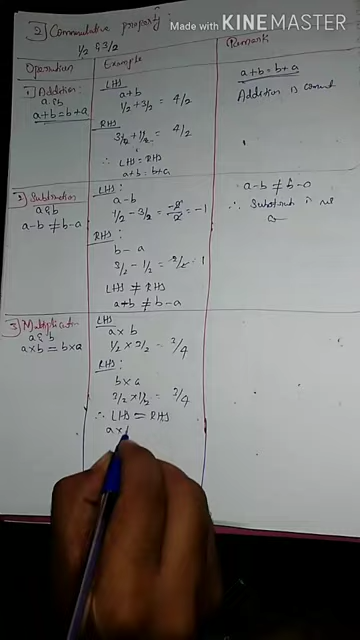 2) Commutative property:
Made with KINEMASTER
1/2 & 3/2
Operation Example Remark
1) Addition:
a & b
a+b = b+a
LHS
a+b
1/2 + 3/2 = 4/2
RHS
3/2 + 1/2 = 4/2
∴ LHS = RHS
a+b = b+a
a+b = b+a
Addition is commut
2) Subtraction
a & b
a-b ≠ b-a
LHS:
a-b
1/2 - 3/2 = -2/2 = -1
RHS:
b-a
3/2 - 1/2 = 2/2 = 1
LHS ≠ RHS
a+b ≠ b-a
a-b ≠ b-a
∴ Subtract is no
3) Multiplication
a & b
a×b = b×a
LHS
a×b
1/2 × 3/2 = 3/4
RHS:
b×a
3/2 × 1/2 = 3/4
∴ LHS = RHS
a×